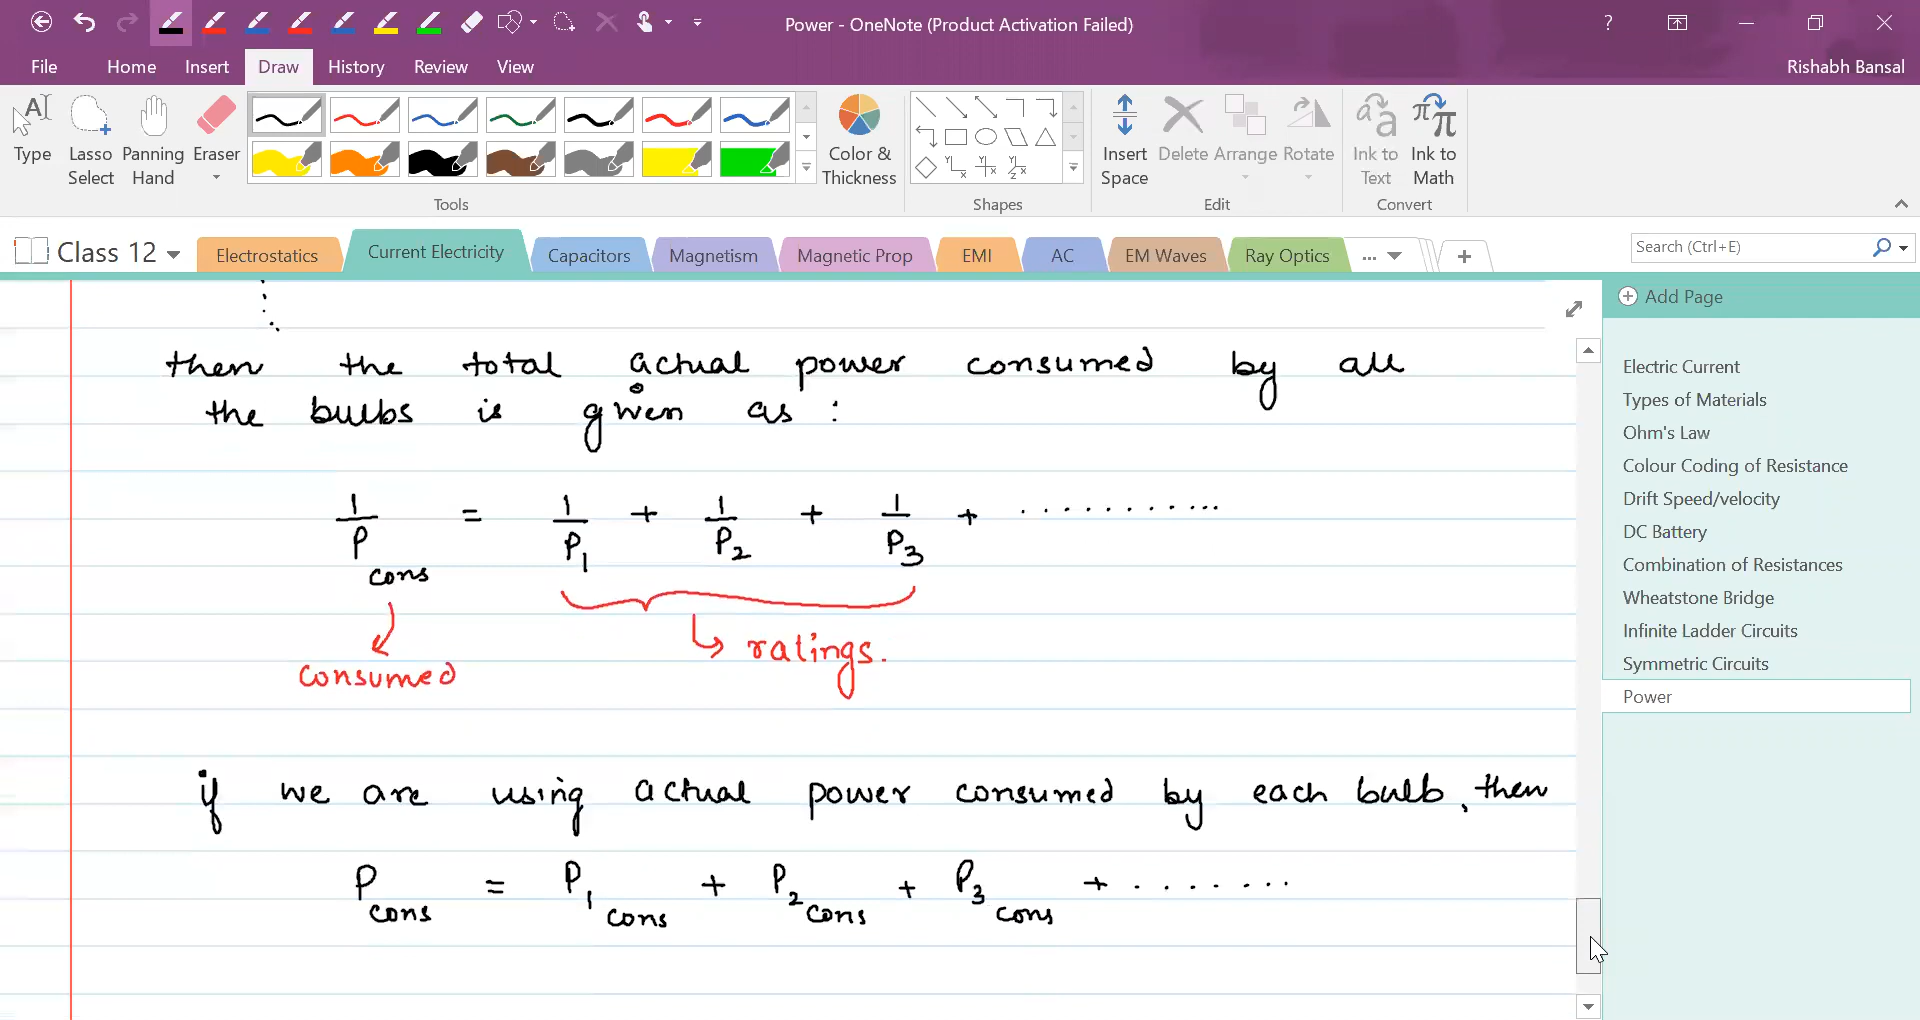 Power - OneNote (Product Activation Failed)
?
File Home Insert Draw History Review View
Rishabh Bansal
Type
Lasso Select
Panning Hand
Eraser
Color & Thickness
Insert Space
Delete
Arrange
Rotate
Ink to Text
Ink to Math
Tools
Shapes
Edit
Convert
Class 12
Electrostatics
Current Electricity
Capacitors
Magnetism
Magnetic Prop
EMI
AC
EM Waves
Ray Optics
...
+
Search (Ctrl+E)
Add Page
Electric Current
Types of Materials
Ohm's Law
Colour Coding of Resistance
Drift Speed/velocity
DC Battery
Combination of Resistances
Wheatstone Bridge
Infinite Ladder Circuits
Symmetric Circuits
Power
then the total actual power consumed by all
the bulbs is given as :
1/P cons = 1/P1 + 1/P2 + 1/P3 + ...........
consumed
ratings.
if we are using actual power consumed by each bulb, then
P cons = P1 cons + P2 cons + P3 cons + ........